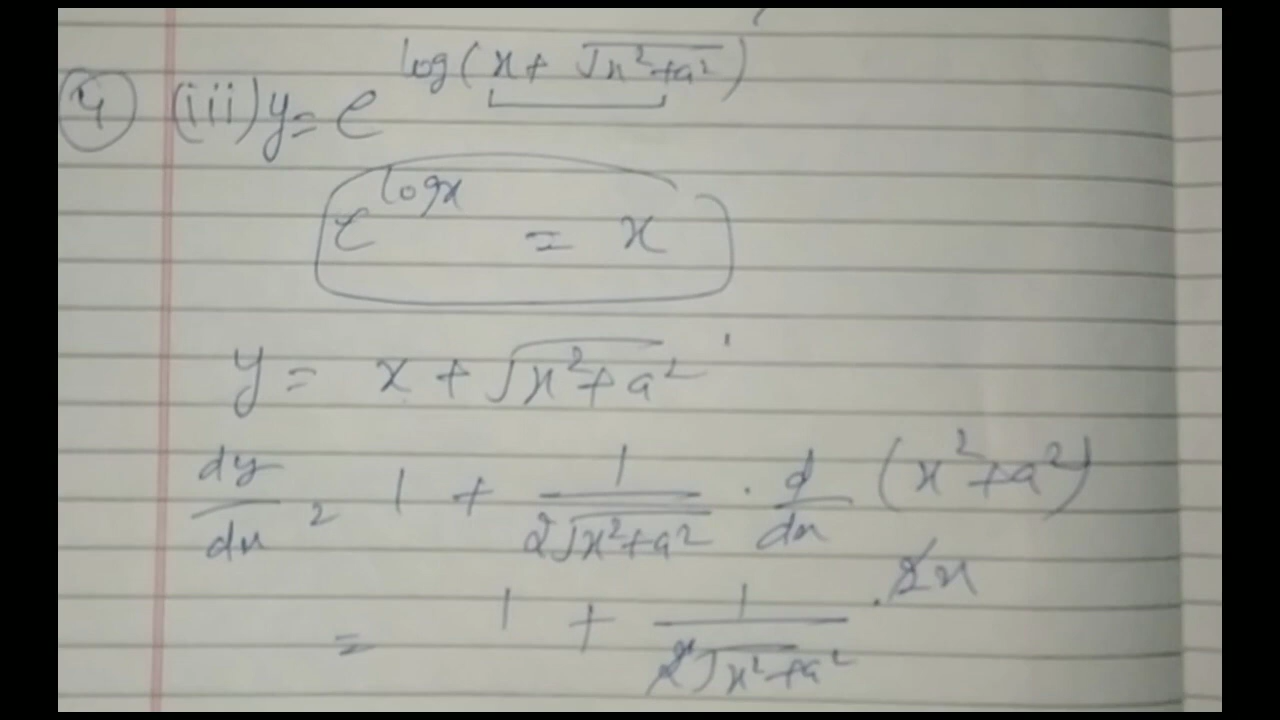 4 (iii) y = e^log(x + √x²+a²)
e^logx = x
y = x + √x²+a²
dy/dx = 1 + 1/2√x²+a² . d/dx (x²+a²)
= 1 + 1/2√x²+a² . 2x